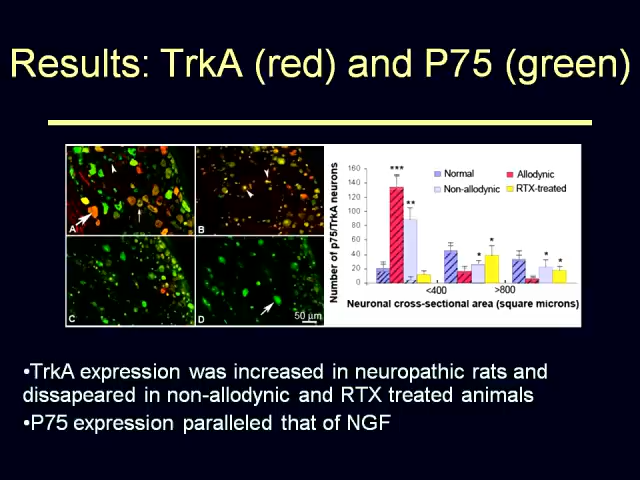 Results: TrkA (red) and P75 (green)
A
B
C
D
50 µm
Number of p75/TrkA neurons
160
140
120
100
80
60
40
20
0
Normal
Allodynic
Non-allodynic
RTX-treated
***
**
*
*
*
*
<400
>800
Neuronal cross-sectional area (square microns)
•TrkA expression was increased in neuropathic rats and
dissapeared in non-allodynic and RTX treated animals
•P75 expression paralleled that of NGF